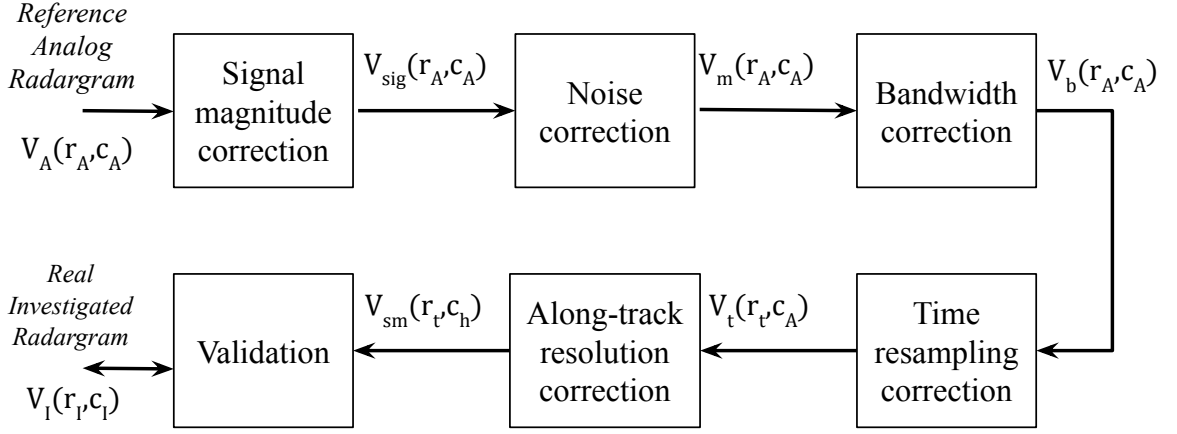 Reference
Analog
Radargram
V_A(r_A,c_A)
Signal
magnitude
correction
V_sig(r_A,c_A)
Noise
correction
V_m(r_A,c_A)
Bandwidth
correction
V_b(r_A,c_A)
Real
Investigated
Radargram
V_I(r_I,c_I)
Validation
V_sm(r_t,c_h)
Along-track
resolution
correction
V_t(r_t,c_A)
Time
resampling
correction